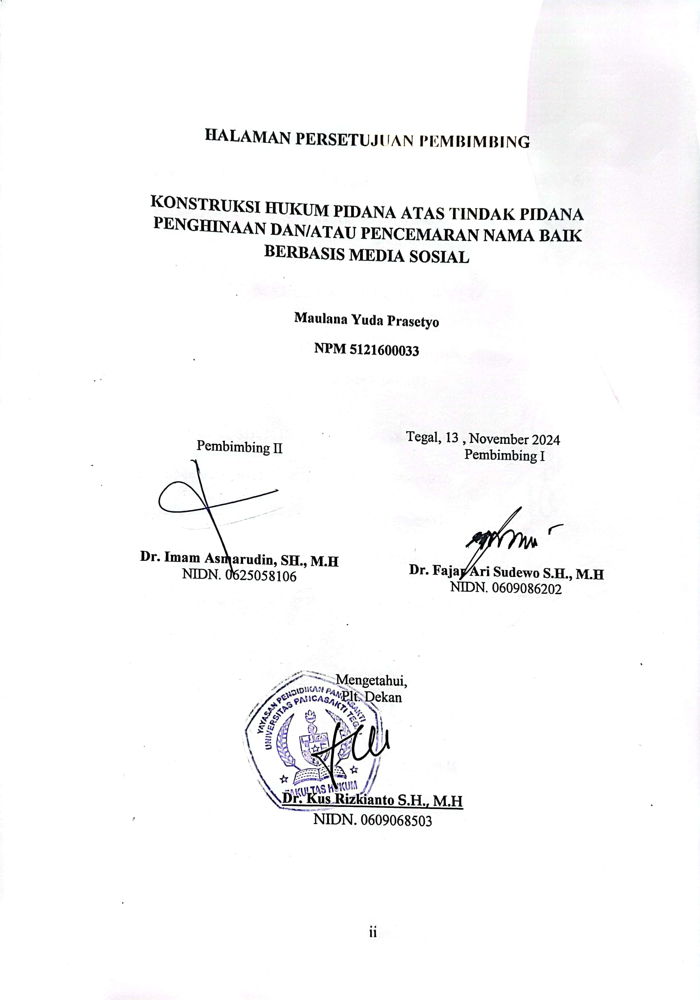 HALAMAN PERSETUJUAN PEMBIMBING
KONSTRUKSI HUKUM PIDANA ATAS TINDAK PIDANA
PENGHINAAN DAN/ATAU PENCEMARAN NAMA BAIK
BERBASIS MEDIA SOSIAL
Maulana Yuda Prasetyo
NPM 5121600033
Tegal, 13 , November 2024
Pembimbing II
Pembimbing I
Dr. Imam Asmarudin, SH., M.H
NIDN. 0625058106
Dr. Fajar Ari Sudewo S.H., M.H
NIDN. 0609086202
Mengetahui,
Plt. Dekan
YAYASAN PENDIDIKAN PANCASAKTI
UNIVERSITAS PANCASAKTI TEGAL
FAKULTAS HUKUM
Dr. Kus Rizkianto S.H., M.H
NIDN. 0609068503
ii